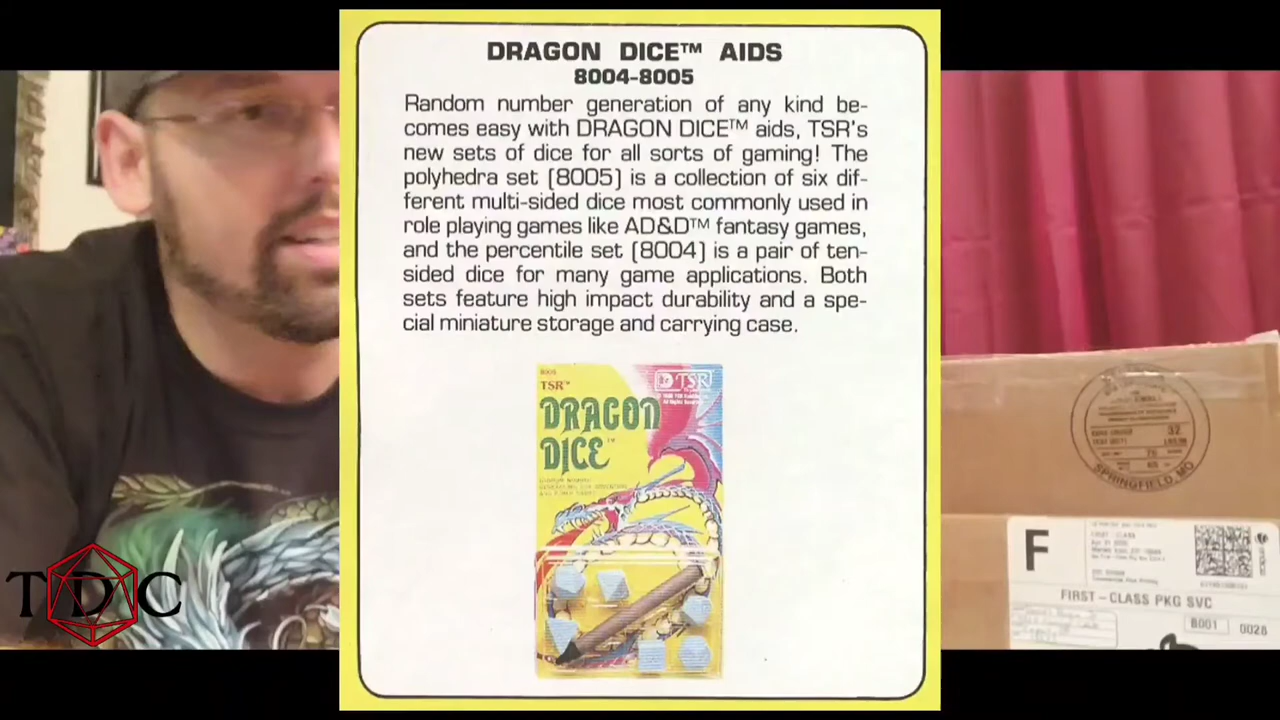 DRAGON DICE™ AIDS
8004-8005
Random number generation of any kind be-
comes easy with DRAGON DICE™ aids, TSR's
new sets of dice for all sorts of gaming! The
polyhedra set (8005) is a collection of six dif-
ferent multi-sided dice most commonly used in
role playing games like AD&D™ fantasy games,
and the percentile set (8004) is a pair of ten-
sided dice for many game applications. Both
sets feature high impact durability and a spe-
cial miniature storage and carrying case.
TSR™
TSR
DRAGON
DICE™
TDC
32
SPRINGFIELD, MO
F
FIRST-CLASS PKG SVC
B001
0028